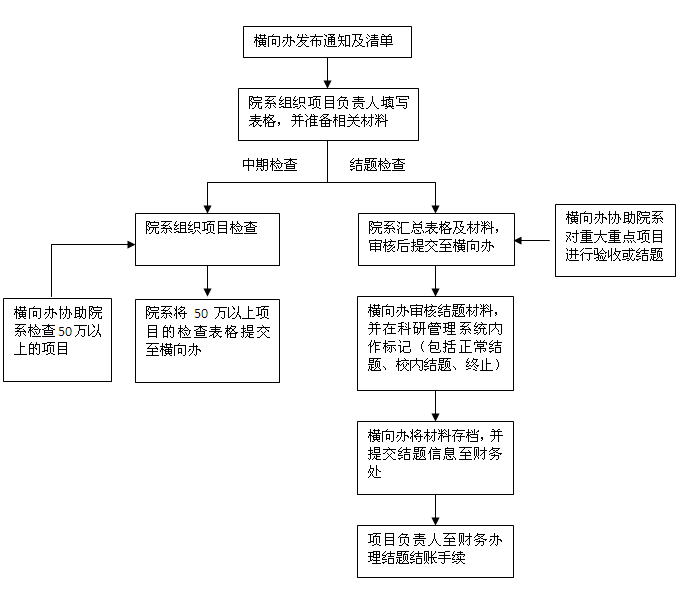 横向办发布通知及清单
院系组织项目负责人填写
表格，并准备相关材料
中期检查
结题检查
院系组织项目检查
院系汇总表格及材料，
审核后提交至横向办
横向办协助院系
对重大重点项目
进行验收或结题
横向办协助院
系检查50万以
上的项目
院系将 50 万以上项
目的检查表格提交
至横向办
横向办审核结题材料，
并在科研管理系统内
作标记（包括正常结
题、校内结题、终止）
横向办将材料存档，并
提交结题信息至财务
处
项目负责人至财务办
理结题结账手续